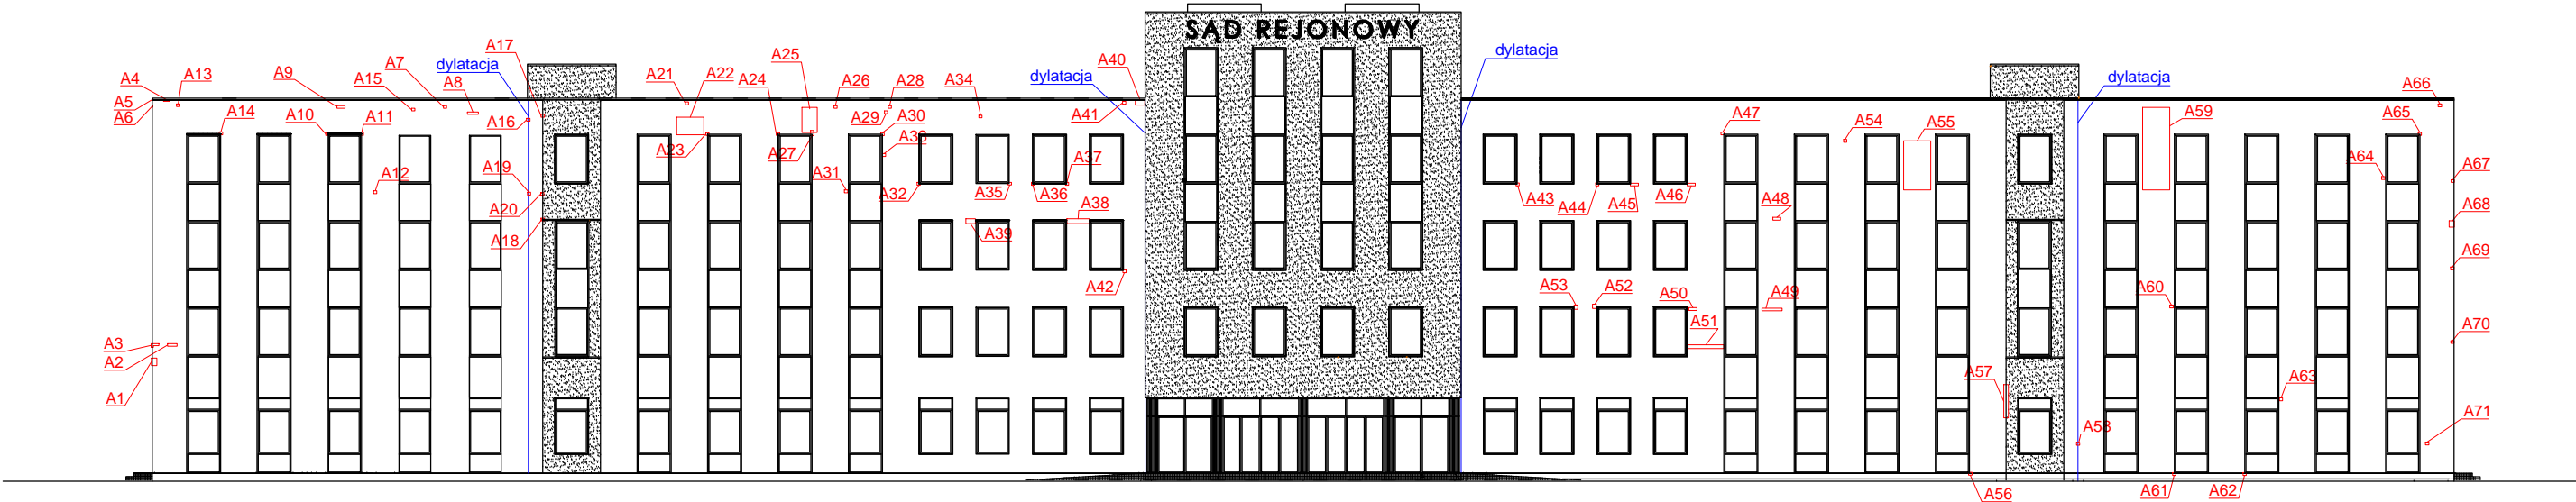 SĄD REJONOWY
A17 A25 dylatacja
A7 dylatacja A40
A4 A13 A9 A15 A8 A21 A22 A24 A26 A28 A34 dylatacja dylatacja A66
A5 A14 A10 A11 A16 A29 A30 A41 A47 A59 A65
A6
A23 A27 A33 A54 A55
A12 A19 A31 A37 A64 A67
A20 A32 A35 A36 A43 A44 A45 A46 A48
A18 A39 A38 A68
A69
A42 A53 A52 A50 A49 A60
A51 A70
A3
A2 A57 A63
A1
A58 A71
A56 A61 A62